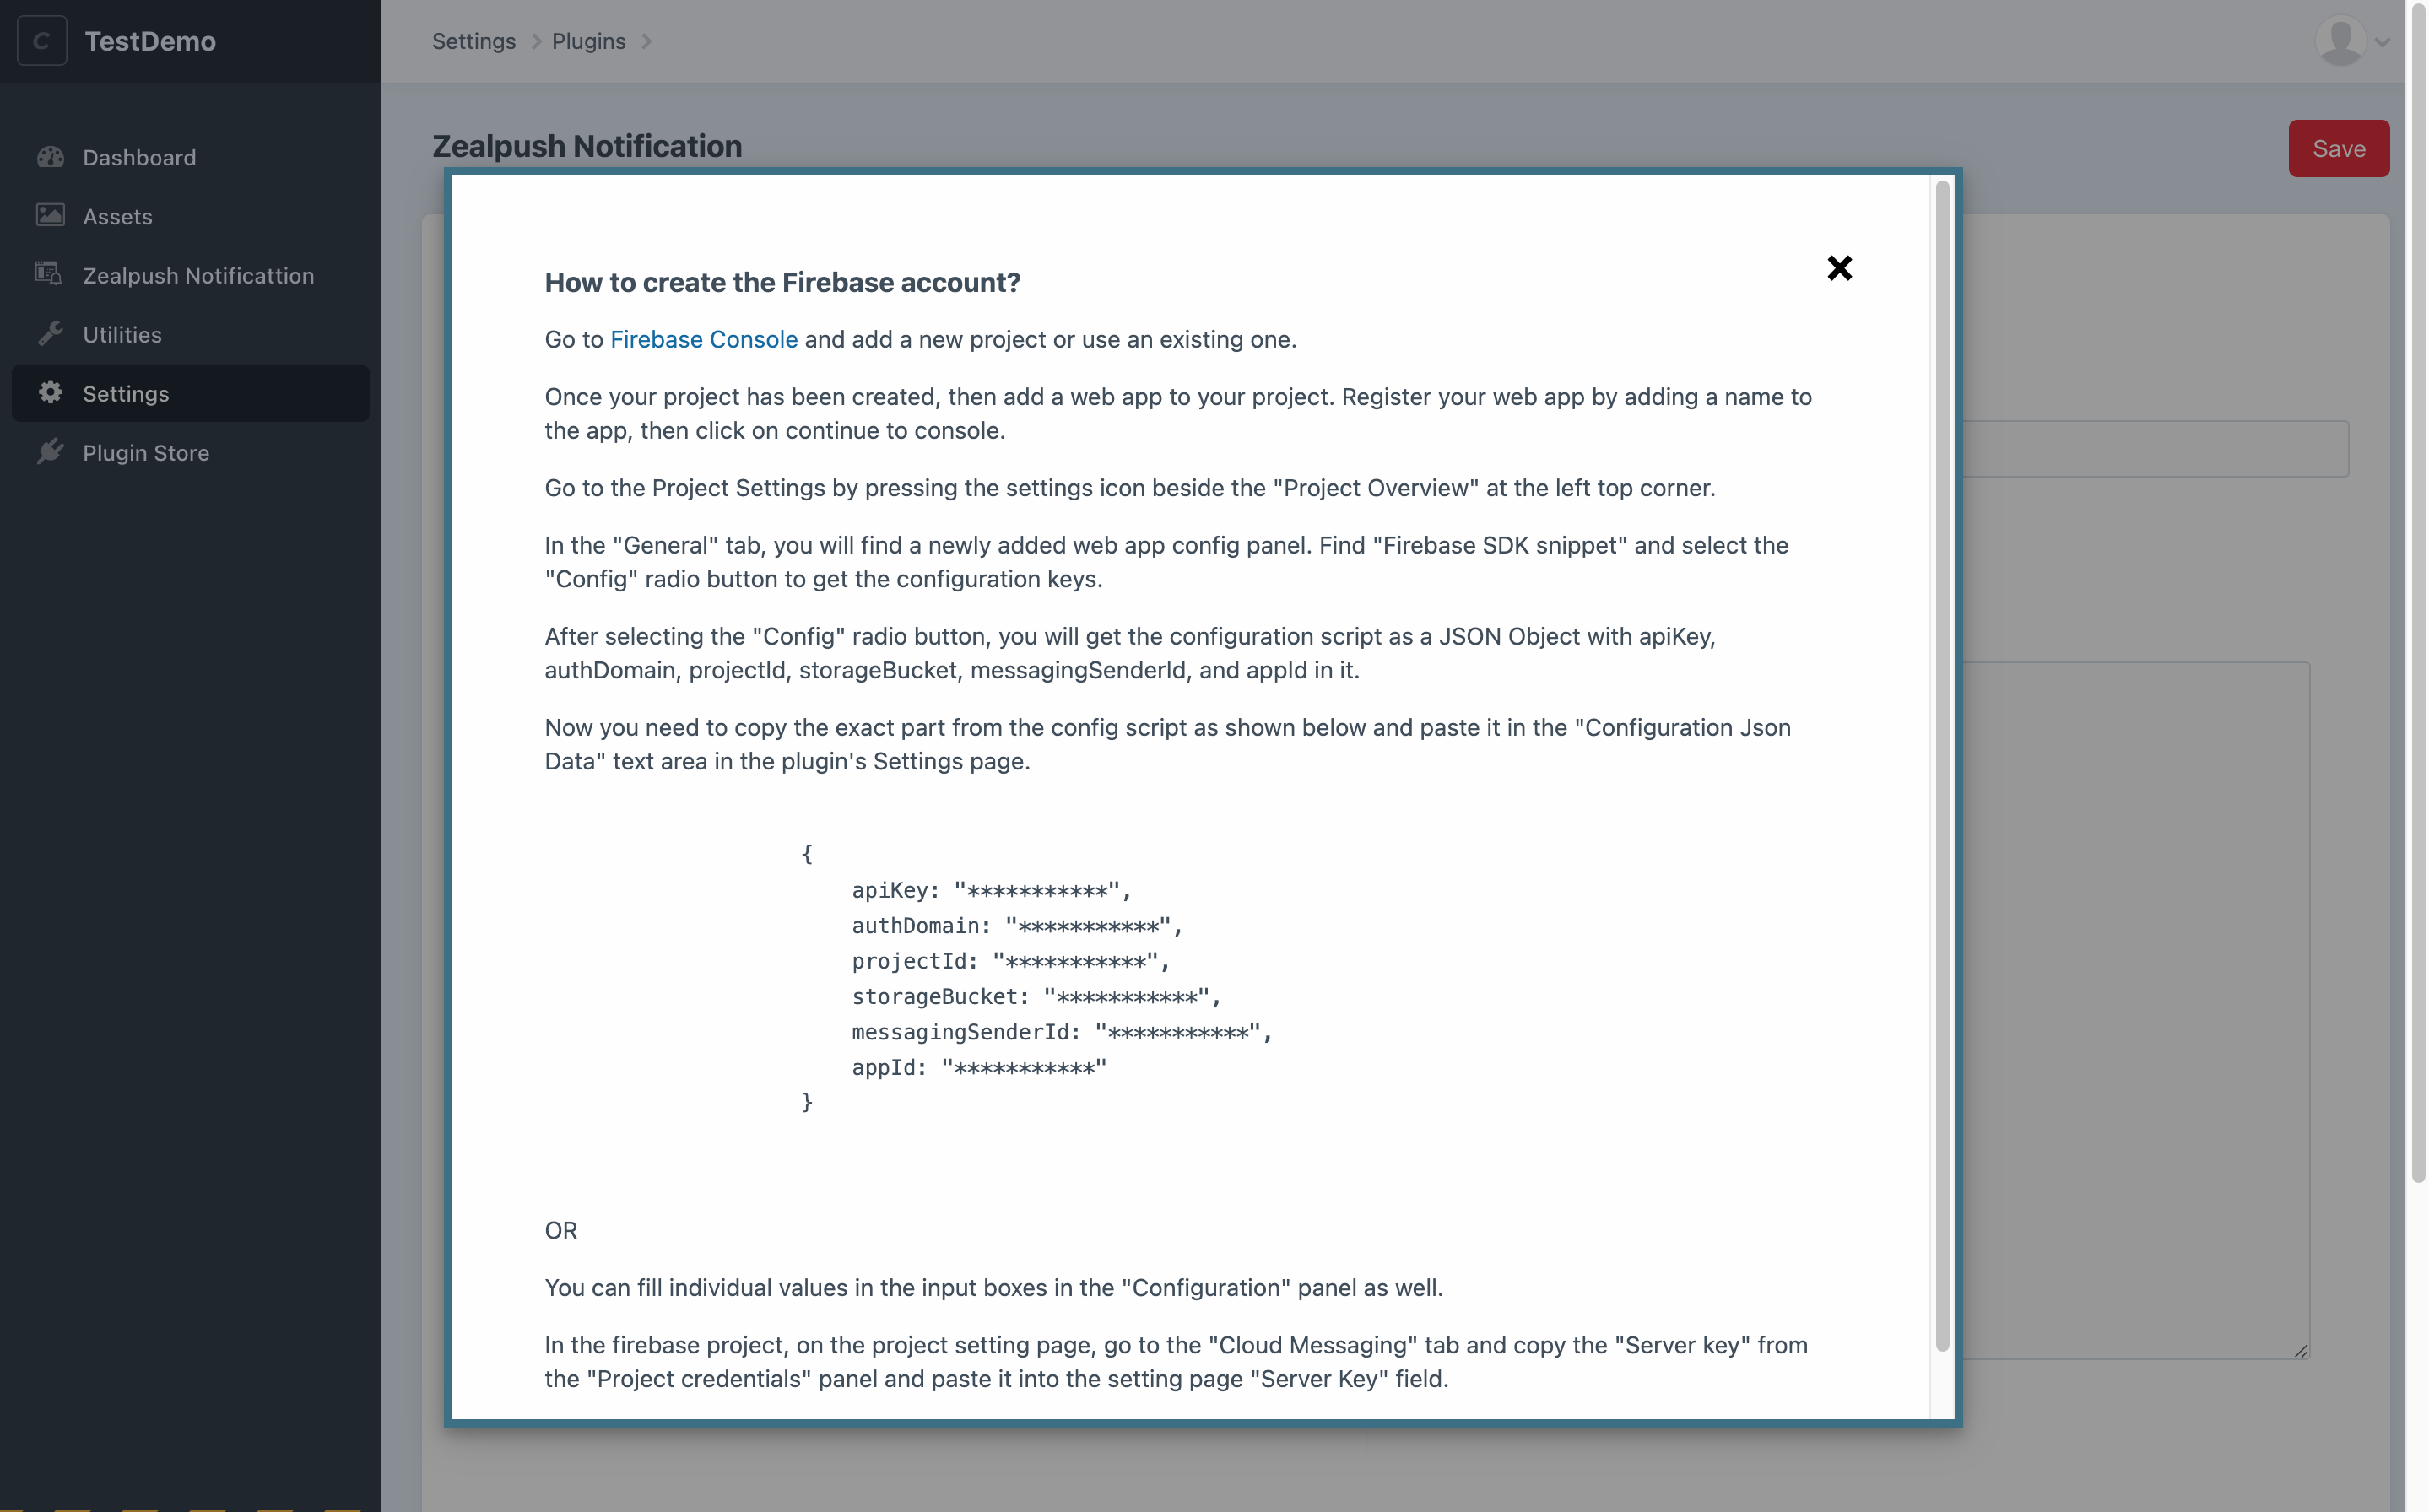 C TestDemo
Settings Plugins
Dashboard
Assets
Zealpush Notificattion
Utilities
Settings
Plugin Store
Zealpush Notification
Save
How to create the Firebase account?
Go to Firebase Console and add a new project or use an existing one.
Once your project has been created, then add a web app to your project. Register your web app by adding a name to
the app, then click on continue to console.
Go to the Project Settings by pressing the settings icon beside the "Project Overview" at the left top corner.
In the "General" tab, you will find a newly added web app config panel. Find "Firebase SDK snippet" and select the
"Config" radio button to get the configuration keys.
After selecting the "Config" radio button, you will get the configuration script as a JSON Object with apiKey,
authDomain, projectId, storageBucket, messagingSenderId, and appId in it.
Now you need to copy the exact part from the config script as shown below and paste it in the "Configuration Json
Data" text area in the plugin's Settings page.
{
apiKey: "***********",
authDomain: "***********",
projectId: "***********",
storageBucket: "***********",
messagingSenderId: "***********",
appId: "***********"
}
OR
You can fill individual values in the input boxes in the "Configuration" panel as well.
In the firebase project, on the project setting page, go to the "Cloud Messaging" tab and copy the "Server key" from
the "Project credentials" panel and paste it into the setting page "Server Key" field.